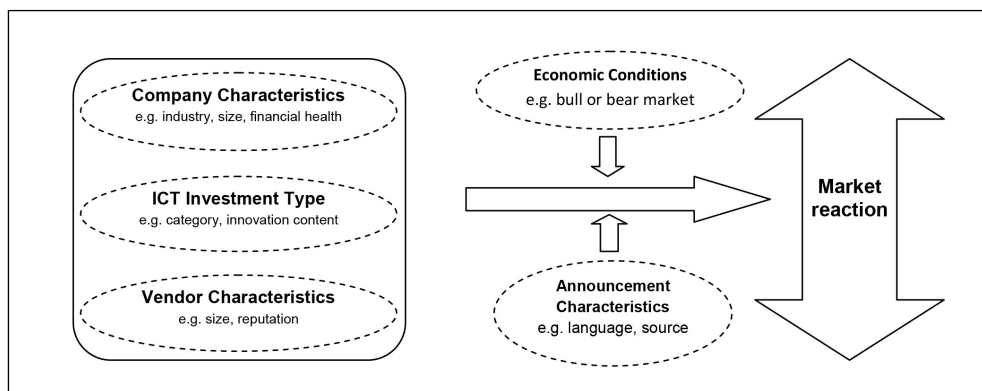 Company Characteristics
e.g. industry, size, financial health
ICT Investment Type
e.g. category, innovation content
Vendor Characteristics
e.g. size, reputation
Economic Conditions
e.g. bull or bear market
Announcement
Characteristics
e.g. language, source
Market
reaction